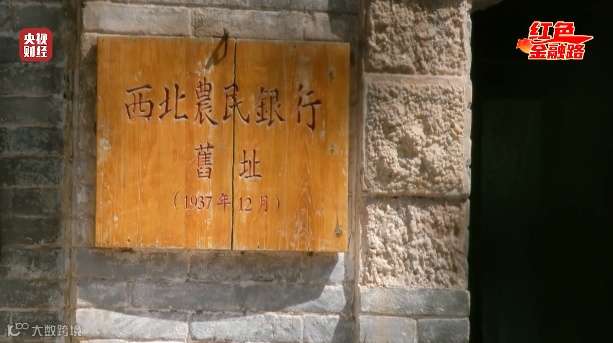 央视
财经
红色
金融路
西北農民銀行
舊址
(1937年12月)
大数跨境